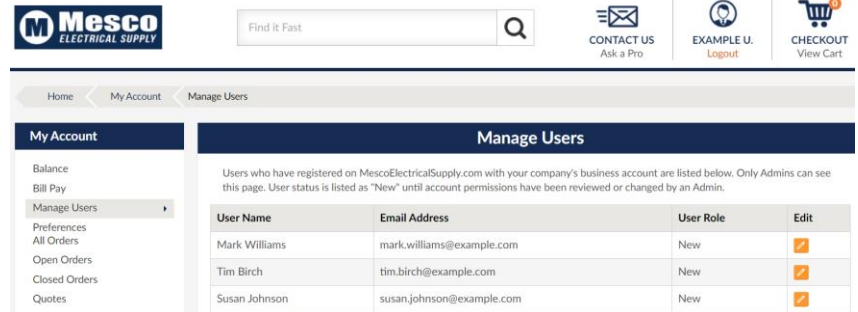 Mesco
ELECTRICAL SUPPLY
Find it Fast
CONTACT US
Ask a Pro
EXAMPLE U.
Logout
0
CHECKOUT
View Cart
Home My Account Manage Users
My Account
Balance
Bill Pay
Manage Users
Preferences
All Orders
Open Orders
Closed Orders
Quotes
Manage Users
Users who have registered on MescoElectricalSupply.com with your company's business account are listed below. Only Admins can see
this page. User status is listed as "New" until account permissions have been reviewed or changed by an Admin.
User Name Email Address User Role Edit
Mark Williams mark.williams@example.com New
Tim Birch tim.birch@example.com New
Susan Johnson susan.johnson@example.com New